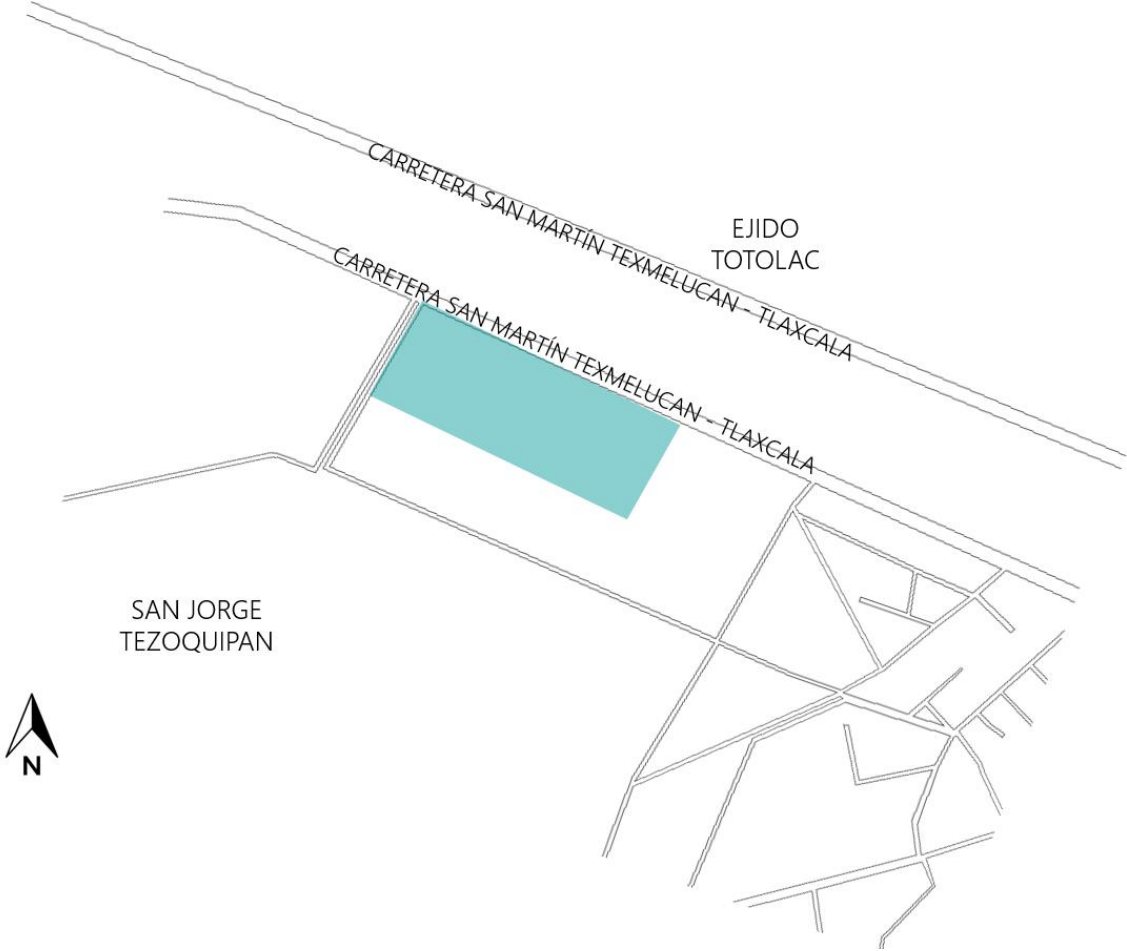 CARRETERA SAN MARTÍN TEXMELUCAN - TLAXCALA
EJIDO
TOTOLAC
CARRETERA SAN MARTÍN TEXMELUCAN - TLAXCALA
SAN JORGE
TEZOQUIPAN
N